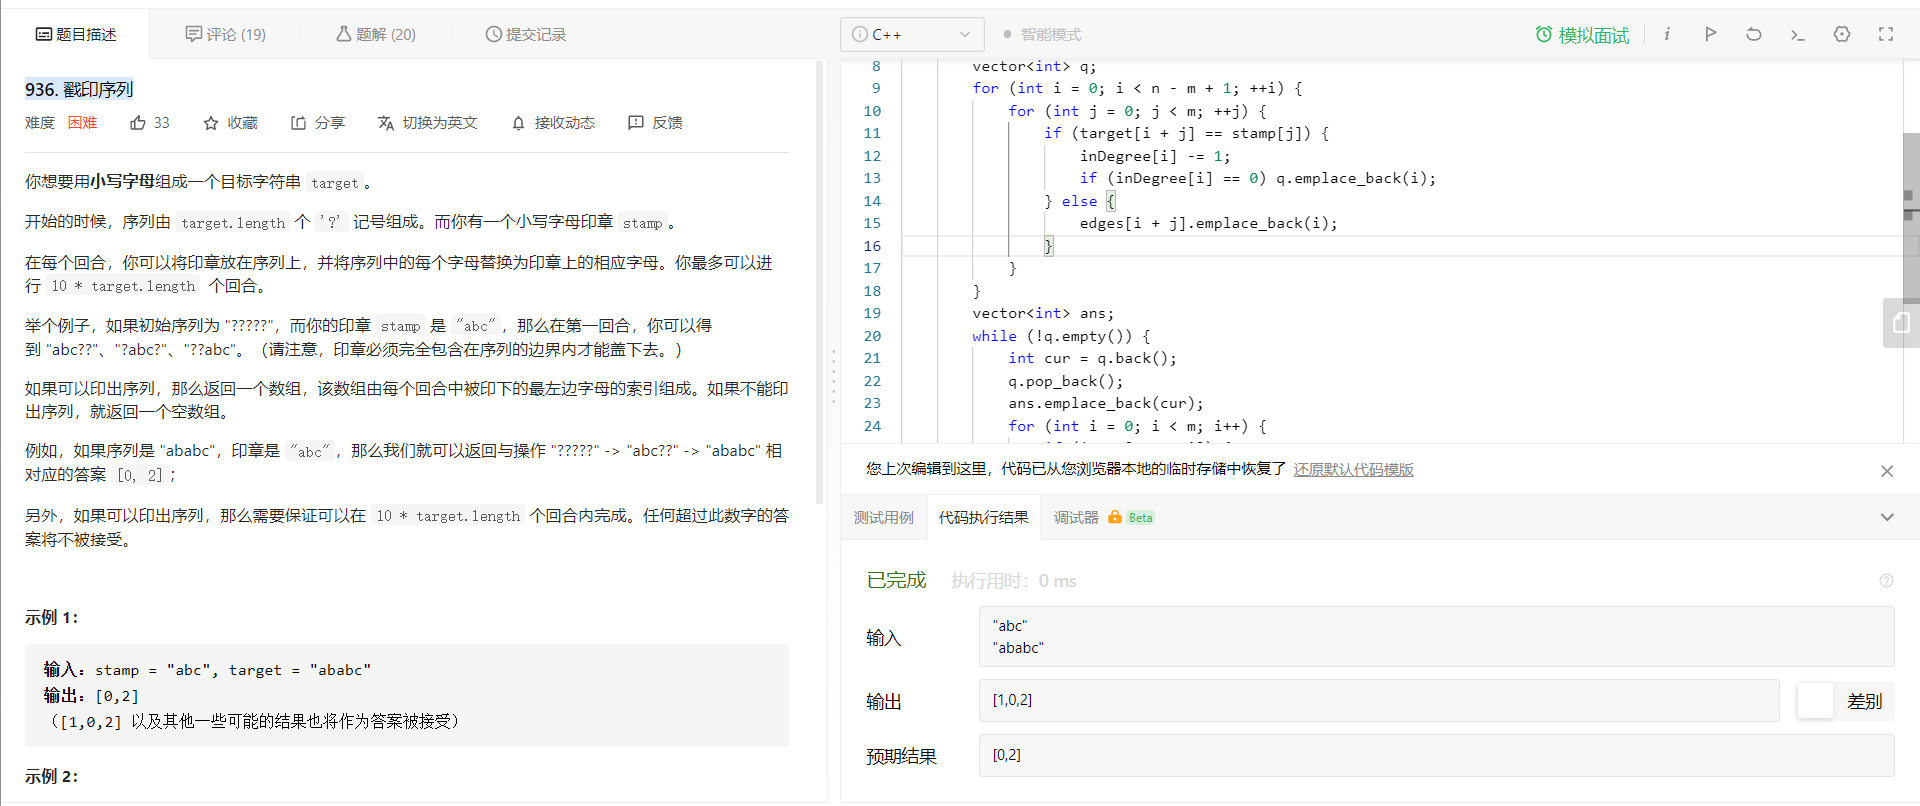 题目描述
评论 (19)
题解 (20)
提交记录
936. 戳印序列
难度 困难 33 收藏 分享 切换为英文 接收动态 反馈
你想要用小写字母组成一个目标字符串 target 。
开始的时候，序列由 target.length 个 '?' 记号组成。而你有一个小写字母印章 stamp 。
在每个回合，你可以将印章放在序列上，并将序列中的每个字母替换为印章上的相应字母。你最多可以进
行 10 * target.length 个回合。
举个例子，如果初始序列为 "?????"，而你的印章 stamp 是 "abc"，那么在第一回合，你可以得
到 "abc??"、"?abc?"、"??abc"。（请注意，印章必须完全包含在序列的边界内才能盖下去。）
如果可以印出序列，那么返回一个数组，该数组由每个回合中被印下的最左边字母的索引组成。如果不能印
出序列，就返回一个空数组。
例如，如果序列是 "ababc"，印章是 "abc"，那么我们就可以返回与操作 "?????" -> "abc??" -> "ababc" 相
对应的答案 [0, 2]；
另外，如果可以印出序列，那么需要保证可以在 10 * target.length 个回合内完成。任何超过此数字的答
案将不被接受。
示例 1：
输入：stamp = "abc", target = "ababc"
输出：[0,2]
（[1,0,2] 以及其他一些可能的结果也将作为答案被接受）
示例 2：
C++
智能模式
模拟面试
8 vector<int> q;
9 for (int i = 0; i < n - m + 1; ++i) {
10 for (int j = 0; j < m; ++j) {
11 if (target[i + j] == stamp[j]) {
12 inDegree[i] -= 1;
13 if (inDegree[i] == 0) q.emplace_back(i);
14 } else {
15 edges[i + j].emplace_back(i);
16 }
17 }
18 }
19 vector<int> ans;
20 while (!q.empty()) {
21 int cur = q.back();
22 q.pop_back();
23 ans.emplace_back(cur);
24 for (int i = 0; i < m; i++) {
您上次编辑到这里，代码已从您浏览器本地的临时存储中恢复了 还原默认代码模版
测试用例
代码执行结果
调试器 Beta
已完成 执行用时：0 ms
输入
"abc"
"ababc"
输出
[1,0,2]
差别
预期结果
[0,2]